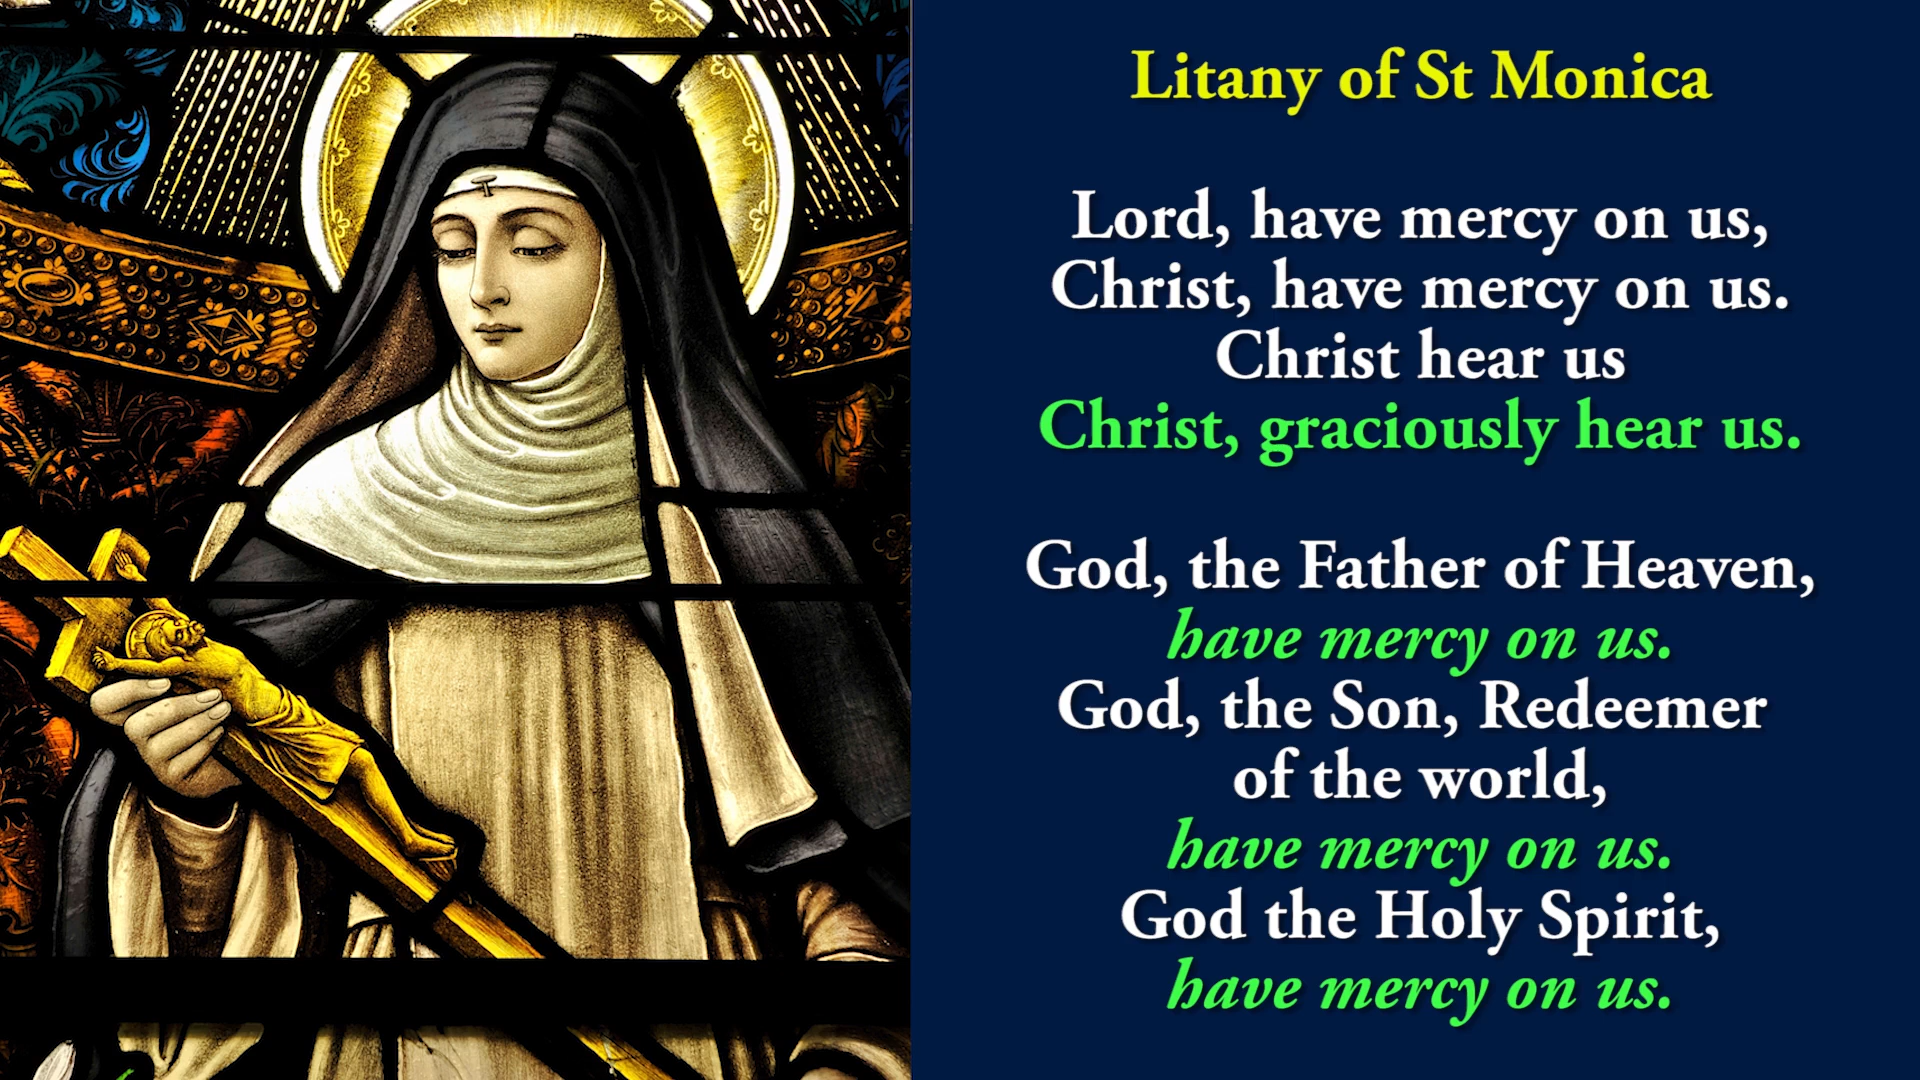 Litany of St Monica
Lord, have mercy on us,
Christ, have mercy on us.
Christ hear us
Christ, graciously hear us.
God, the Father of Heaven,
have mercy on us.
God, the Son, Redeemer
of the world,
have mercy on us.
God the Holy Spirit,
have mercy on us.